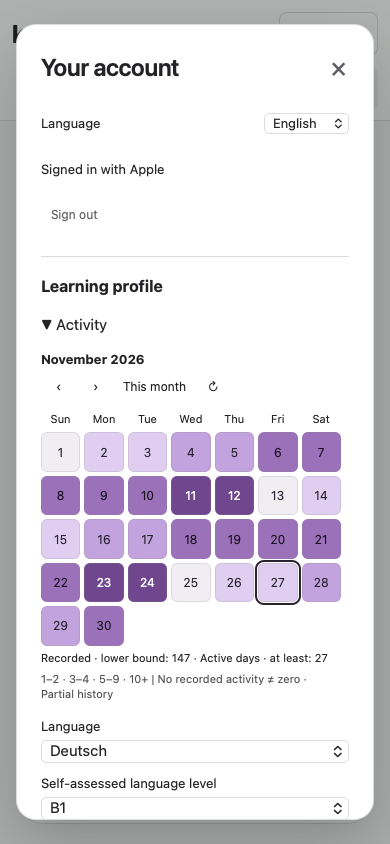 Your account
Language
English
Signed in with Apple
Sign out
Learning profile
▼ Activity
November 2026
‹ › This month ↻
Sun Mon Tue Wed Thu Fri Sat
1 2 3 4 5 6 7
8 9 10 11 12 13 14
15 16 17 18 19 20 21
22 23 24 25 26 27 28
29 30
Recorded · lower bound: 147 · Active days · at least: 27
1–2 · 3–4 · 5–9 · 10+ | No recorded activity ≠ zero ·
Partial history
Language
Deutsch
Self-assessed language level
B1